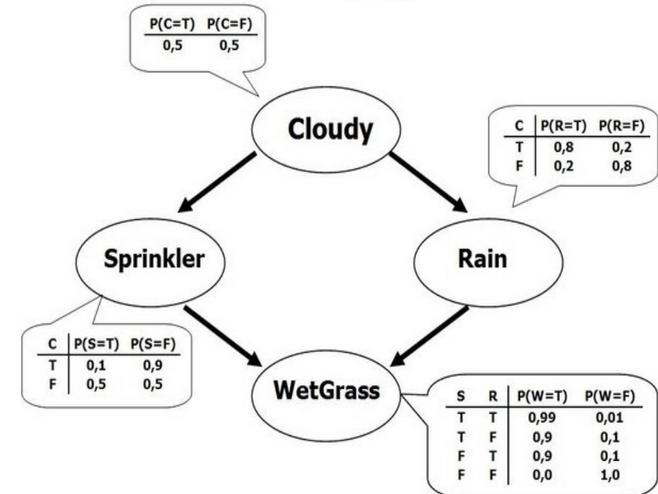 P(C=T) P(C=F)
0,5 0,5
Cloudy
C P(R=T) P(R=F)
T 0,8 0,2
F 0,2 0,8
Sprinkler
Rain
C P(S=T) P(S=F)
T 0,1 0,9
F 0,5 0,5
WetGrass
S R P(W=T) P(W=F)
T T 0,99 0,01
T F 0,9 0,1
F T 0,9 0,1
F F 0,0 1,0